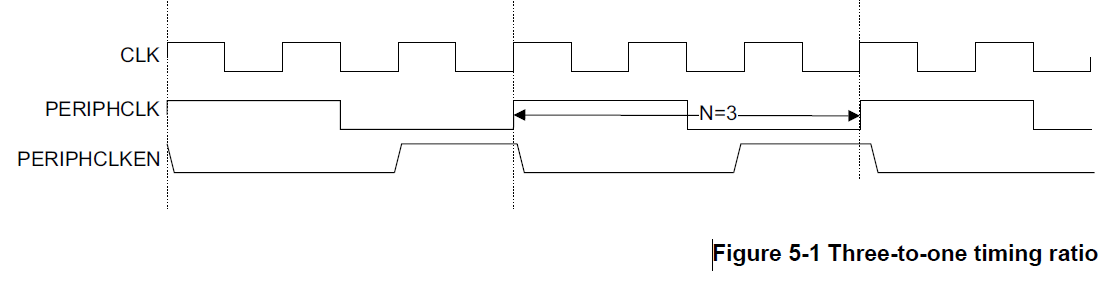 CLK
PERIPHCLK
N=3
PERIPHCLKEN
Figure 5-1 Three-to-one timing ratio